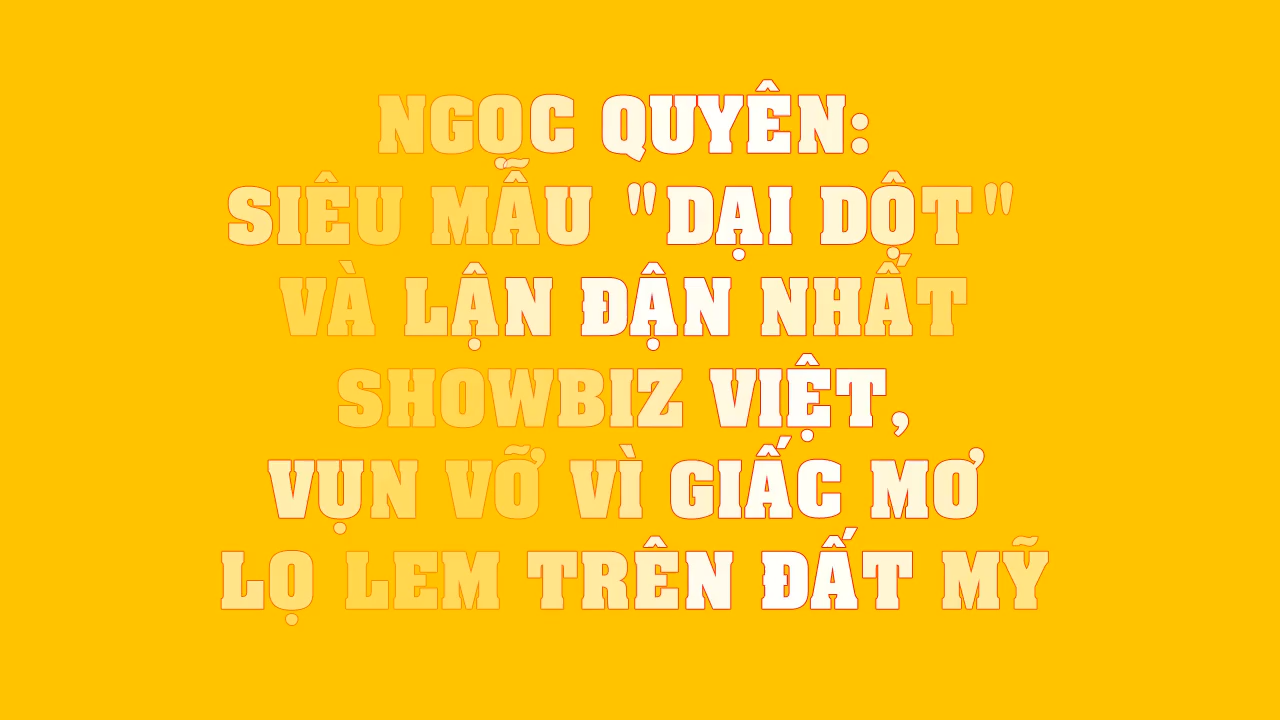 NGỌC QUYÊN:
SIÊU MẪU "DẠI DỘT"
VÀ LẬN ĐẬN NHẤT
SHOWBIZ VIỆT,
VỤN VỠ VÌ GIẤC MƠ
LỌ LEM TRÊN ĐẤT MỸ